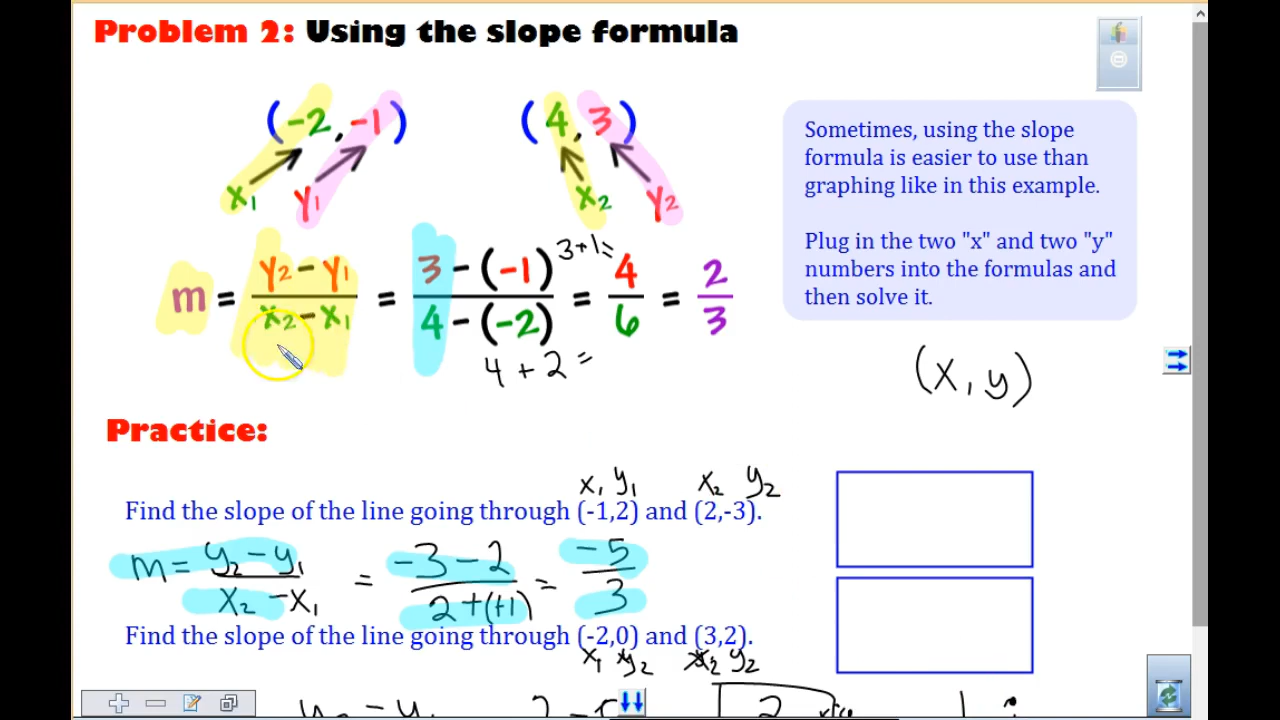 Problem 2: Using the slope formula
(-2, -1) (4, 3)
x₁ y₁ x₂ y₂
Sometimes, using the slope
formula is easier to use than
graphing like in this example.
Plug in the two "x" and two "y"
numbers into the formulas and
then solve it.
3+1=
m = y₂-y₁ / x₂-x₁ = 3-(-1) / 4-(-2) = 4/6 = 2/3
4+2=
(x, y)
Practice:
x₁ y₁ x₂ y₂
Find the slope of the line going through (-1,2) and (2,-3).
m = y₂-y₁ / x₂-x₁ = -3-2 / 2+(+1) = -5/3
Find the slope of the line going through (-2,0) and (3,2).
x₁ y₂ x₂ y₂